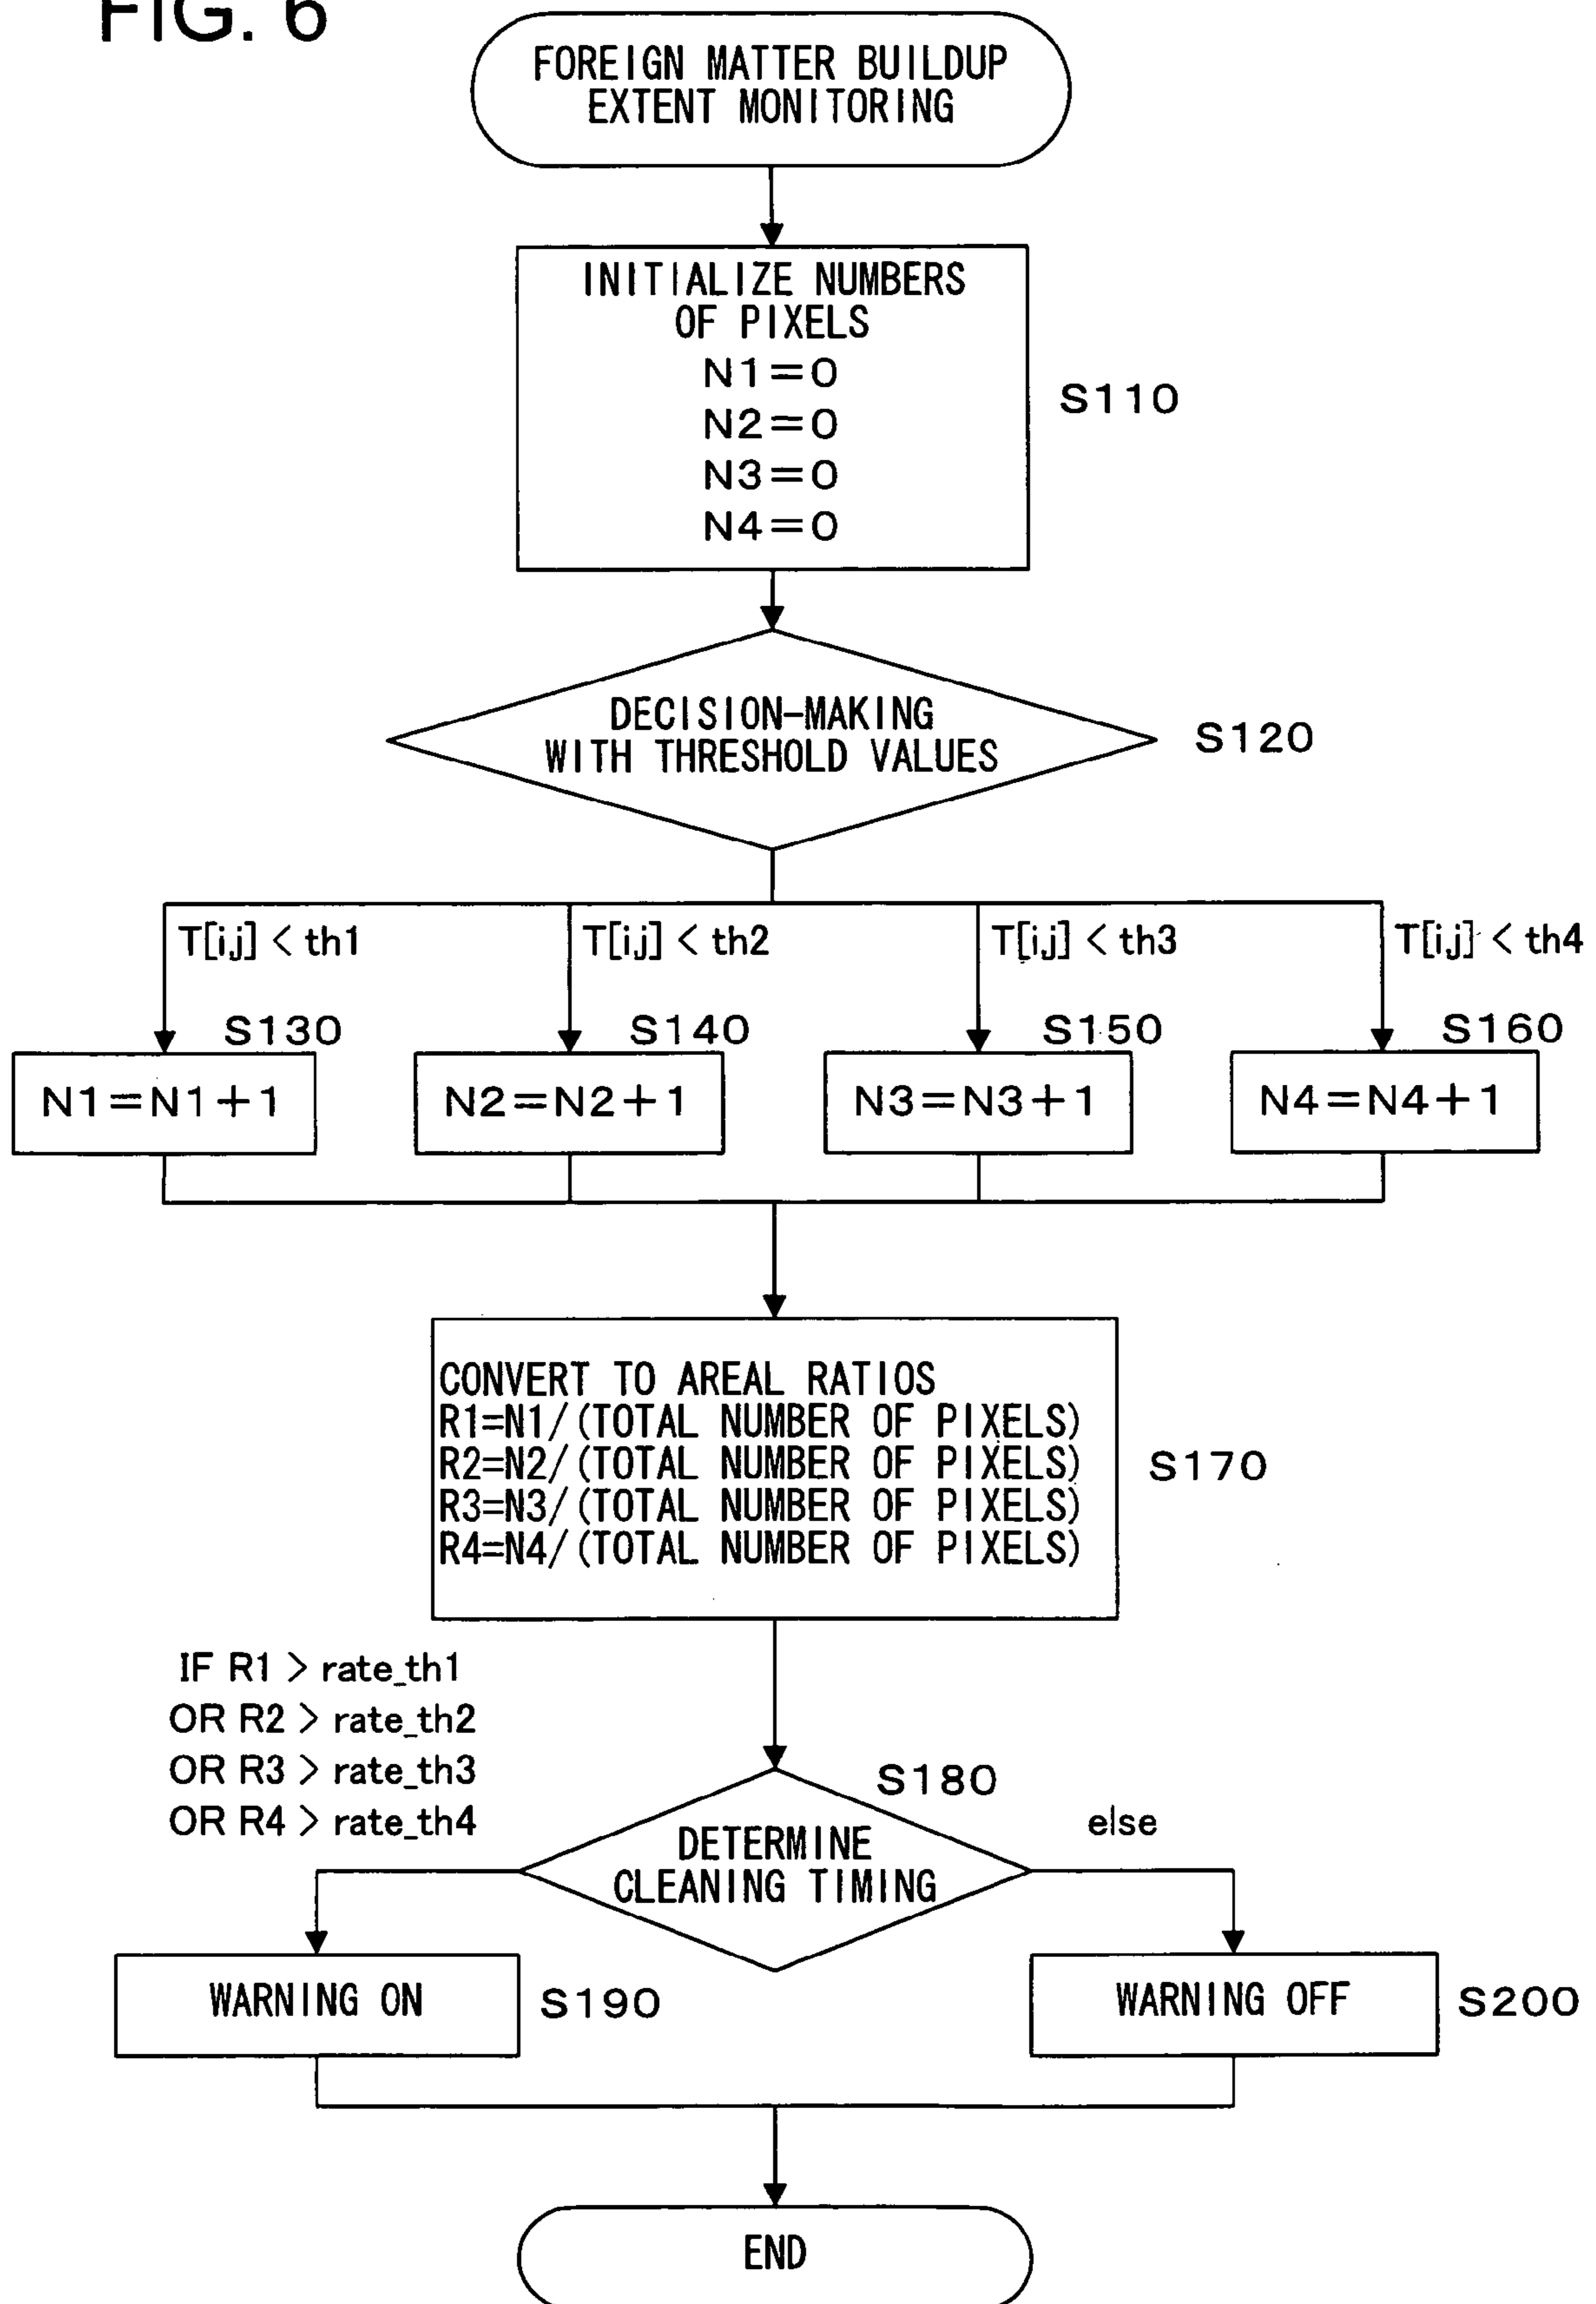 FIG. 6
FOREIGN MATTER BUILDUP
EXTENT MONITORING
INITIALIZE NUMBERS
OF PIXELS
N1=0
N2=0
N3=0
N4=0
S110
DECISION-MAKING
WITH THRESHOLD VALUES
S120
T[i,j] < th1
T[i,j] < th2
T[i,j] < th3
T[i,j] < th4
S130
S140
S150
S160
N1=N1+1
N2=N2+1
N3=N3+1
N4=N4+1
CONVERT TO AREAL RATIOS
R1=N1/(TOTAL NUMBER OF PIXELS)
R2=N2/(TOTAL NUMBER OF PIXELS)
R3=N3/(TOTAL NUMBER OF PIXELS)
R4=N4/(TOTAL NUMBER OF PIXELS)
S170
IF R1 > rate_th1
OR R2 > rate_th2
OR R3 > rate_th3
OR R4 > rate_th4
S180
else
DETERMINE
CLEANING TIMING
WARNING ON
S190
WARNING OFF
S200
END